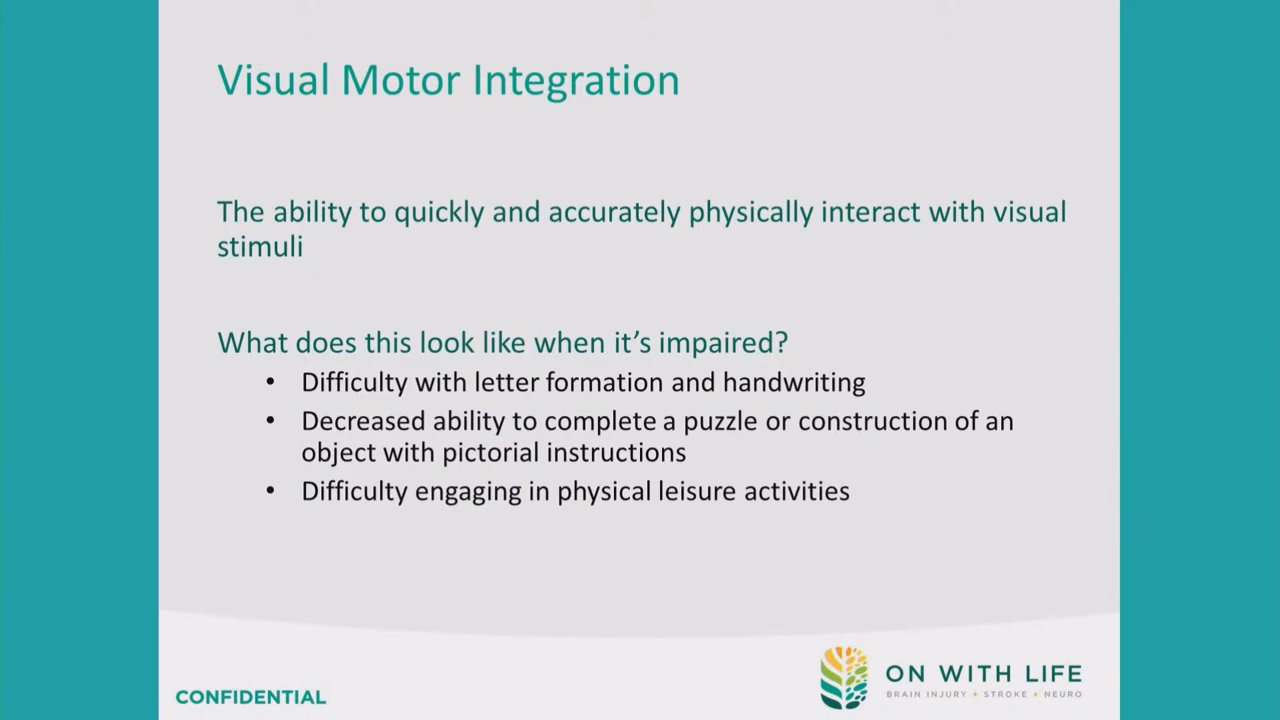 Visual Motor Integration
The ability to quickly and accurately physically interact with visual
stimuli
What does this look like when it's impaired?
• Difficulty with letter formation and handwriting
• Decreased ability to complete a puzzle or construction of an
object with pictorial instructions
• Difficulty engaging in physical leisure activities
CONFIDENTIAL
ON WITH LIFE
BRAIN INJURY • STROKE • NEURO